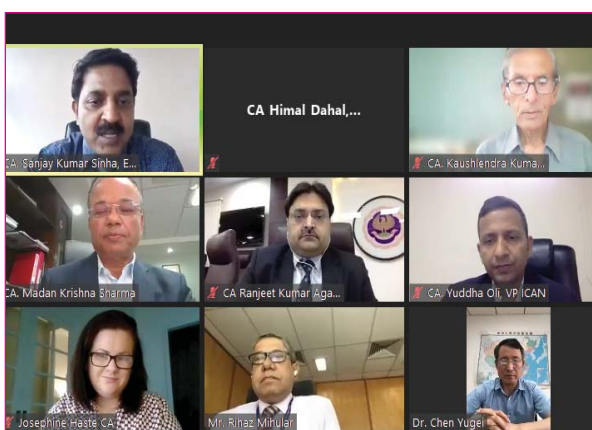 CA Himal Dahal,...
CA. Sanjay Kumar Sinha, E...
CA. Kaushlendra Kuma...
CA. Madan Krishna Sharma
CA Ranjeet Kumar Aga...
CA. Yuddha Oli, VP ICAN
Josephine Haste CA
Mr. Rihaz Mihular
Dr. Chen Yugei